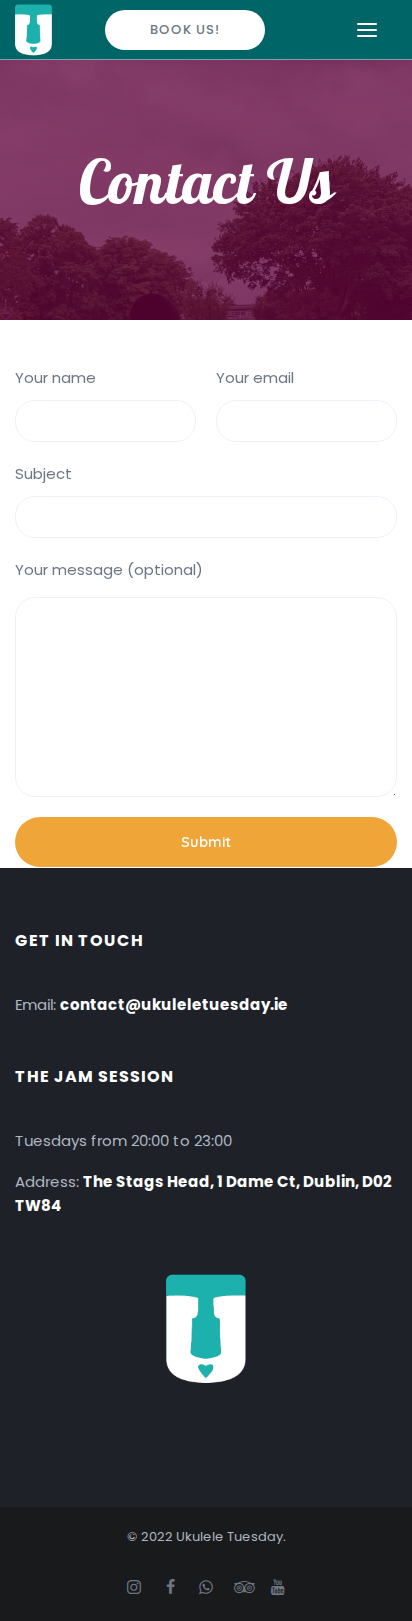 BOOK US!
Contact Us
Your name
Your email
Subject
Your message (optional)
Submit
GET IN TOUCH
Email: contact@ukuleletuesday.ie
THE JAM SESSION
Tuesdays from 20:00 to 23:00
Address: The Stags Head, 1 Dame Ct, Dublin, D02
TW84
© 2022 Ukulele Tuesday.
You
Tube